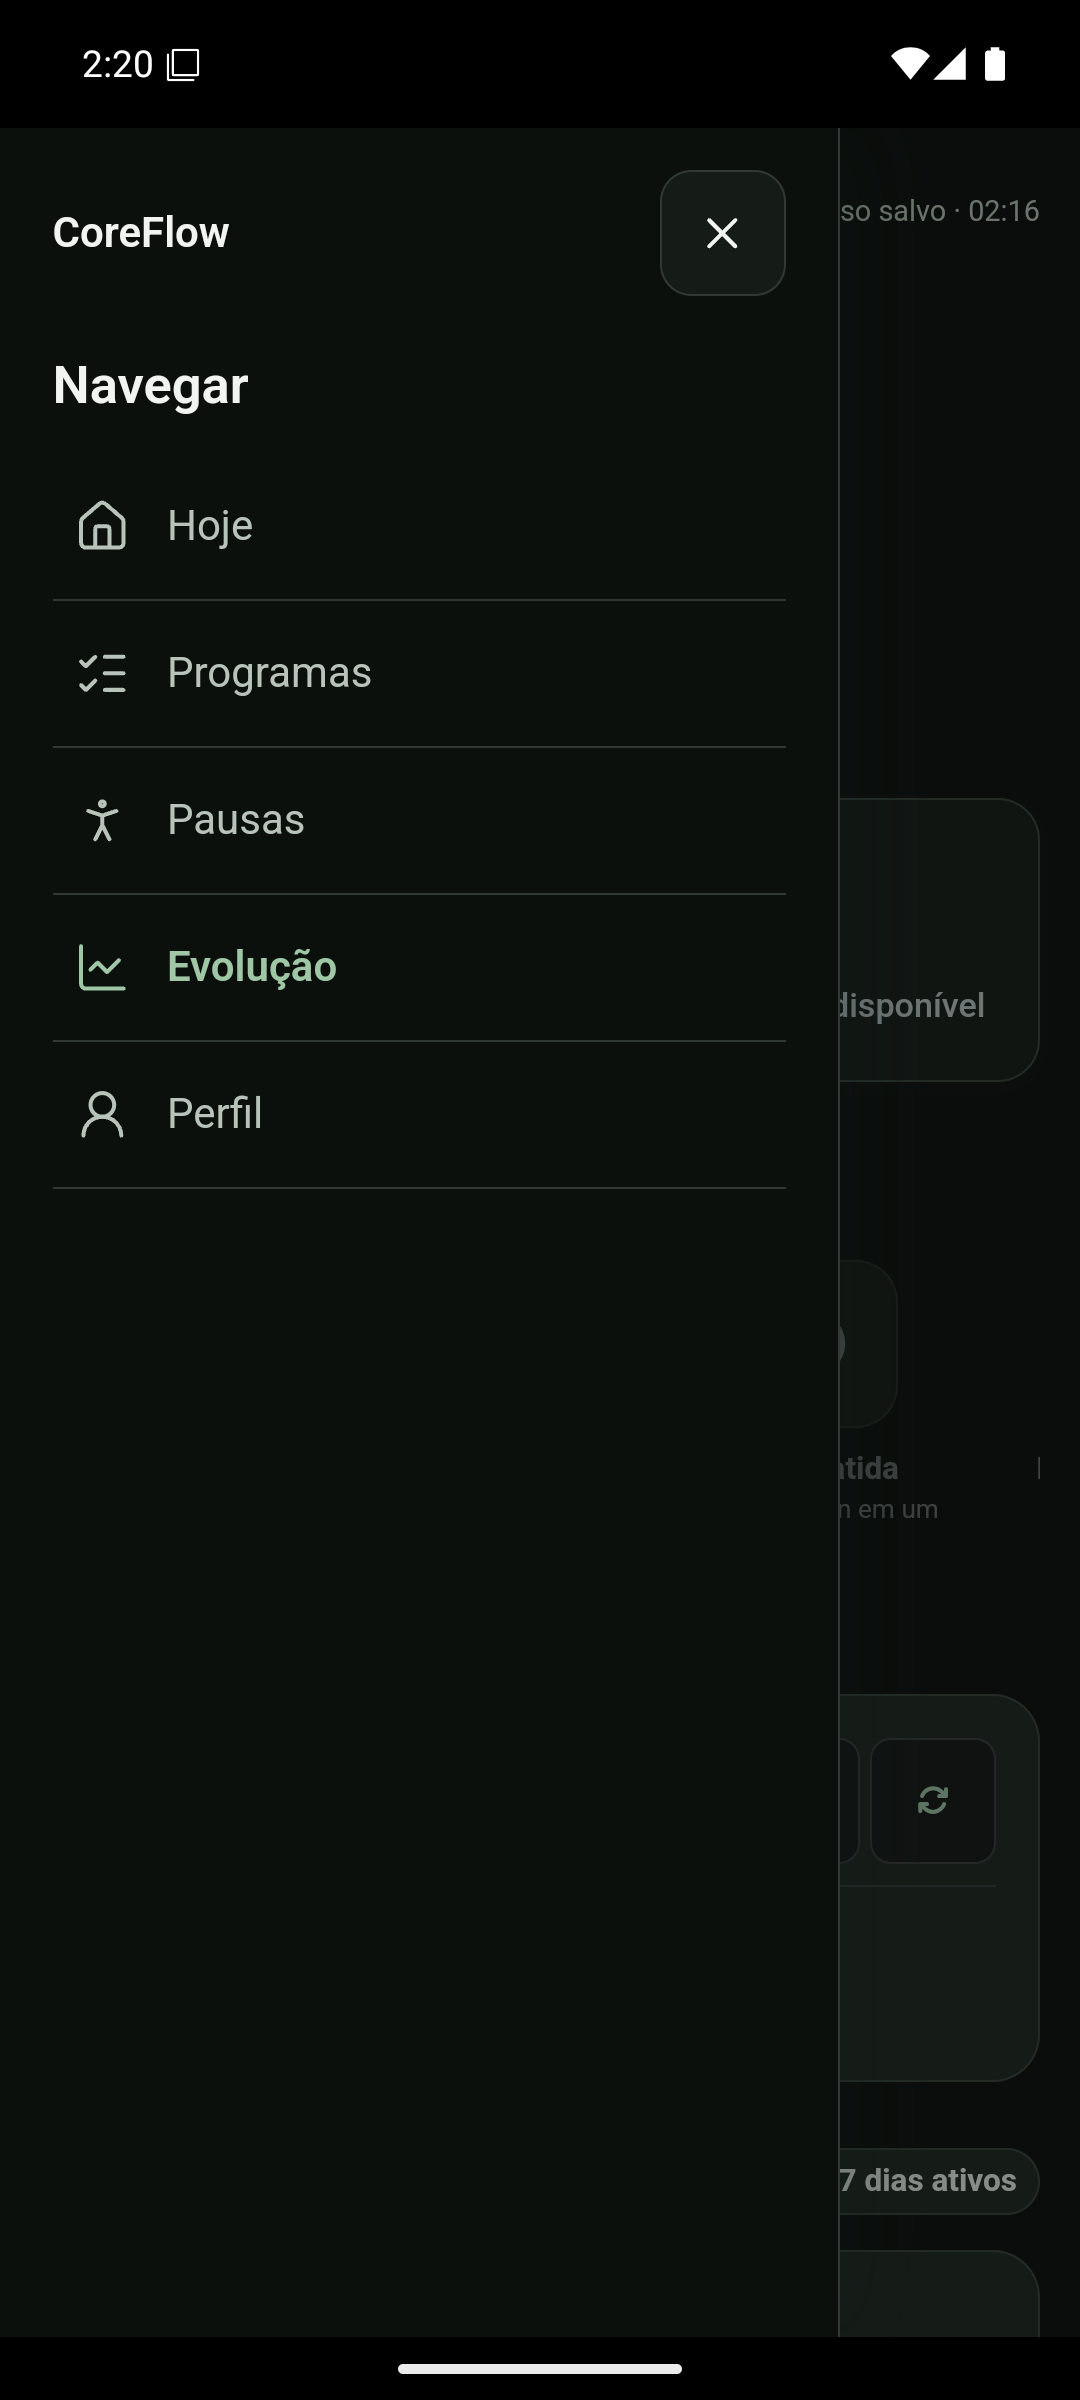 2:20
CoreFlow
so salvo · 02:16
Navegar
Hoje
Programas
Pausas
Evolução
disponível
Perfil
em um
7 dias ativos